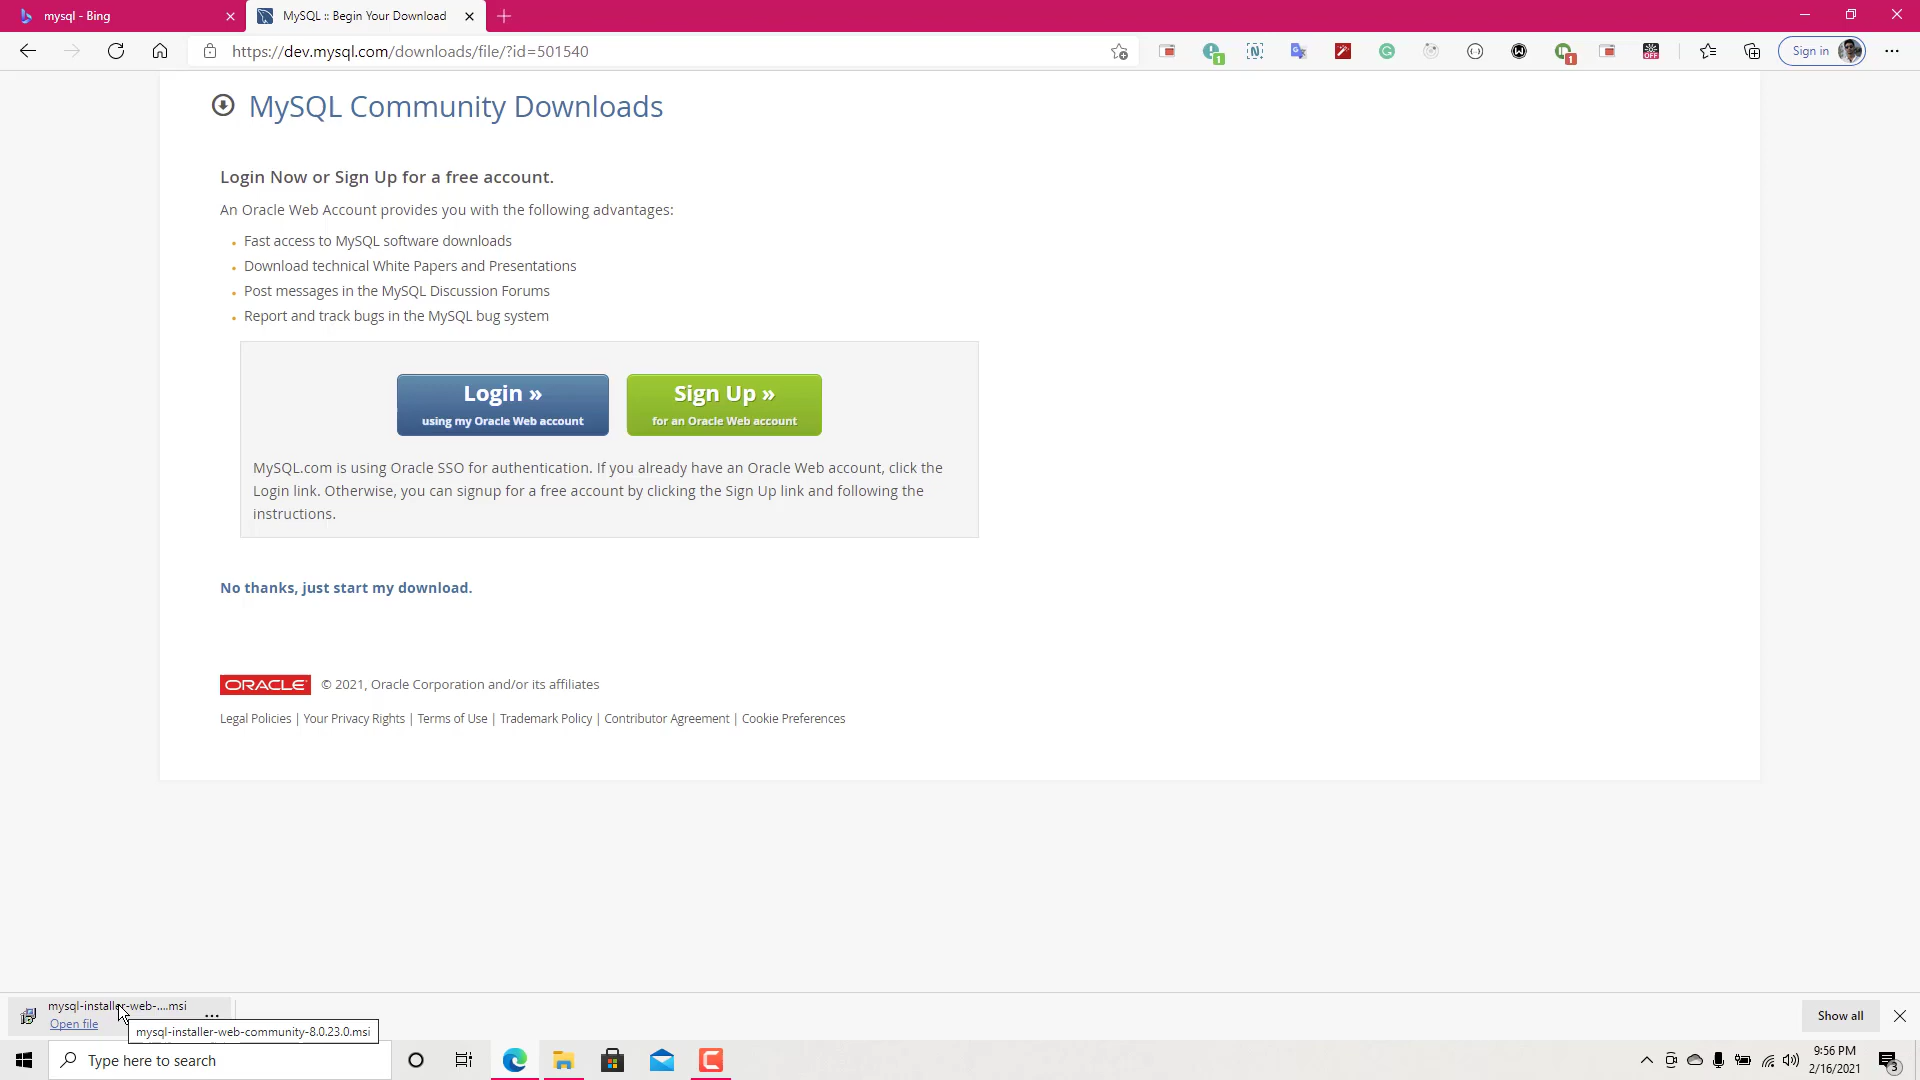 mysql - Bing
MySQL :: Begin Your Download
https://dev.mysql.com/downloads/file/?id=501540
1
N
G
1
OFF
Sign in
MySQL Community Downloads
Login Now or Sign Up for a free account.
An Oracle Web Account provides you with the following advantages:
Fast access to MySQL software downloads
Download technical White Papers and Presentations
Post messages in the MySQL Discussion Forums
Report and track bugs in the MySQL bug system
Login »
using my Oracle Web account
Sign Up »
for an Oracle Web account
MySQL.com is using Oracle SSO for authentication. If you already have an Oracle Web account, click the
Login link. Otherwise, you can signup for a free account by clicking the Sign Up link and following the
instructions.
No thanks, just start my download.
ORACLE © 2021, Oracle Corporation and/or its affiliates
Legal Policies | Your Privacy Rights | Terms of Use | Trademark Policy | Contributor Agreement | Cookie Preferences
mysql-installer-web-....msi
Open file
mysql-installer-web-community-8.0.23.0.msi
Show all
Type here to search
9:56 PM
2/16/2021
3